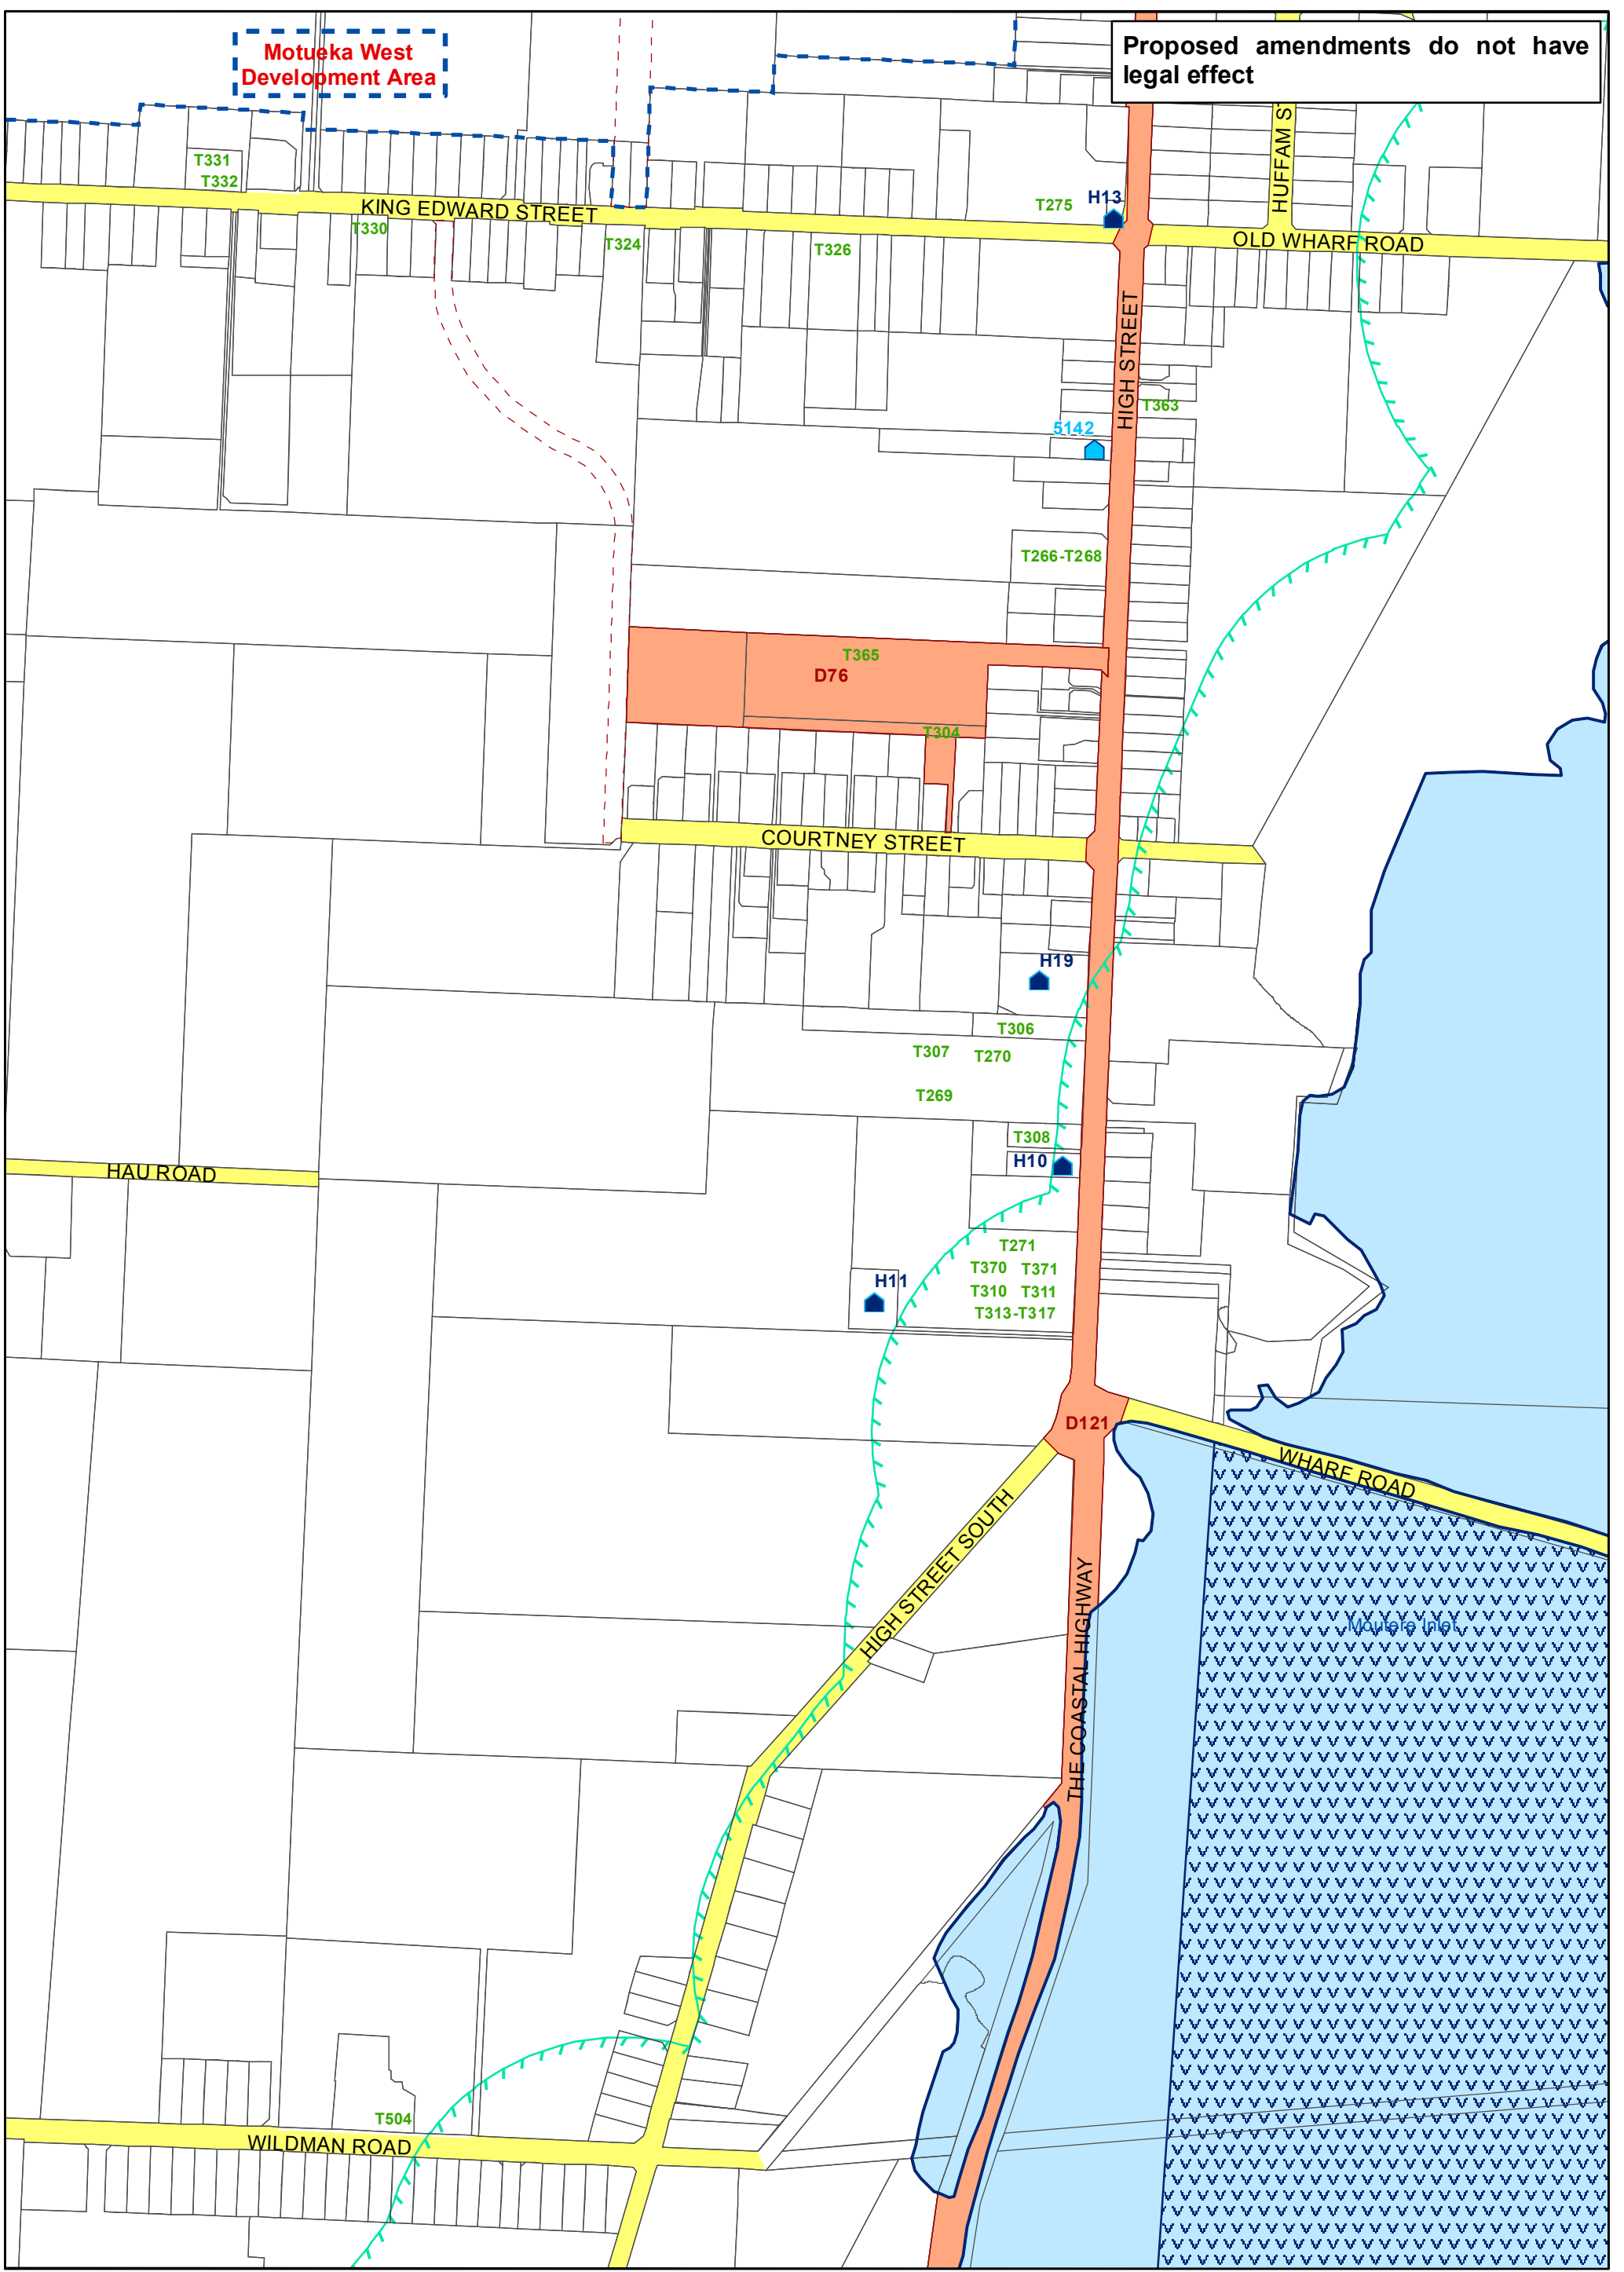 Motueka West
Development Area
Proposed amendments do not have
legal effect
HUFFAM S
T331
T332
KING EDWARD STREET
T330
T324
T326
T275
H13
OLD WHARF ROAD
HIGH STREET
T363
5142
T266-T268
T365
D76
T304
COURTNEY STREET
H19
T306
T307
T270
T269
T308
H10
HAU ROAD
T271
T370
T371
T310
T311
T313-T317
H11
D121
WHARF ROAD
HIGH STREET SOUTH
THE COASTAL HIGHWAY
Moutere Inlet
T504
WILDMAN ROAD